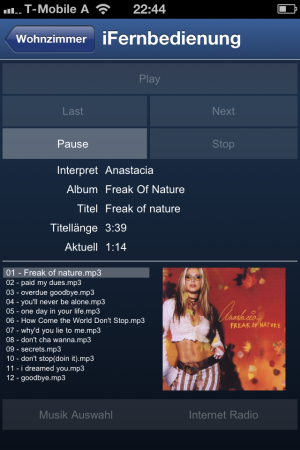 T-Mobile A 22:44
Wohnzimmer iFernbedienung
Play
Last Next
Pause Stop
Interpret Anastacia
Album Freak Of Nature
Titel Freak of nature
Titellänge 3:39
Aktuell 1:14
01 - Freak of nature.mp3
02 - paid my dues.mp3
03 - overdue goodbye.mp3
04 - you'll never be alone.mp3
05 - one day in your life.mp3
06 - How Come the World Don't Stop.mp3
07 - why'd you lie to me.mp3
08 - don't cha wanna.mp3
09 - secrets.mp3
10 - don't stop(doin it).mp3
11 - i dreamed you.mp3
12 - goodbye.mp3
Anastacia
FREAK OF NATURE
Musik Auswahl Internet Radio